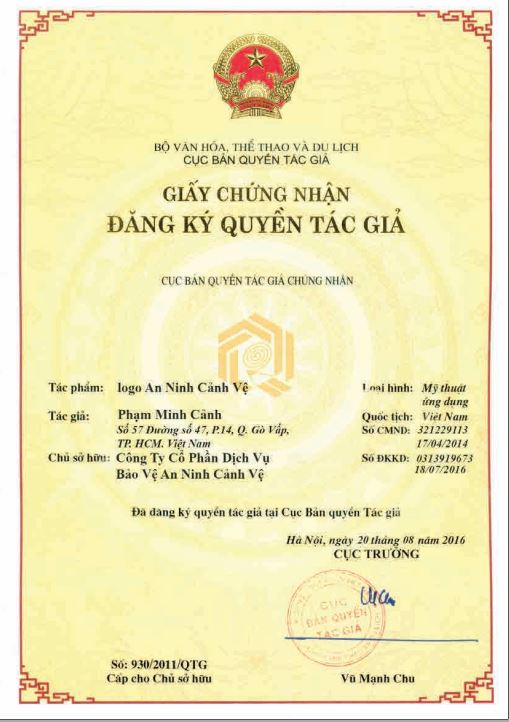 BỘ VĂN HÓA, THỂ THAO VÀ DU LỊCH
CỤC BẢN QUYỀN TÁC GIẢ
GIẤY CHỨNG NHẬN
ĐĂNG KÝ QUYỀN TÁC GIẢ
CỤC BẢN QUYỀN TÁC GIẢ CHỨNG NHẬN
Tác phẩm: logo An Ninh Cảnh Vệ
Loại hình: Mỹ thuật
ứng dụng
Tác giả: Phạm Minh Cảnh
Quốc tịch: Việt Nam
Số 57 Đường số 47, P.14, Q. Gò Vấp,
TP. HCM. Việt Nam
Số CMND: 321229113
17/04/2014
Chủ sở hữu: Công Ty Cổ Phần Dịch Vụ
Bảo Vệ An Ninh Cảnh Vệ
Số ĐKKD: 0313919673
18/07/2016
Đã đăng ký quyền tác giả tại Cục Bản quyền Tác giả
Hà Nội, ngày 20 tháng 08 năm 2016
CỤC TRƯỞNG
CỤC
BẢN QUYỀN
TÁC GIẢ
Số: 930/2011/QTG
Cấp cho Chủ sở hữu
Vũ Mạnh Chu